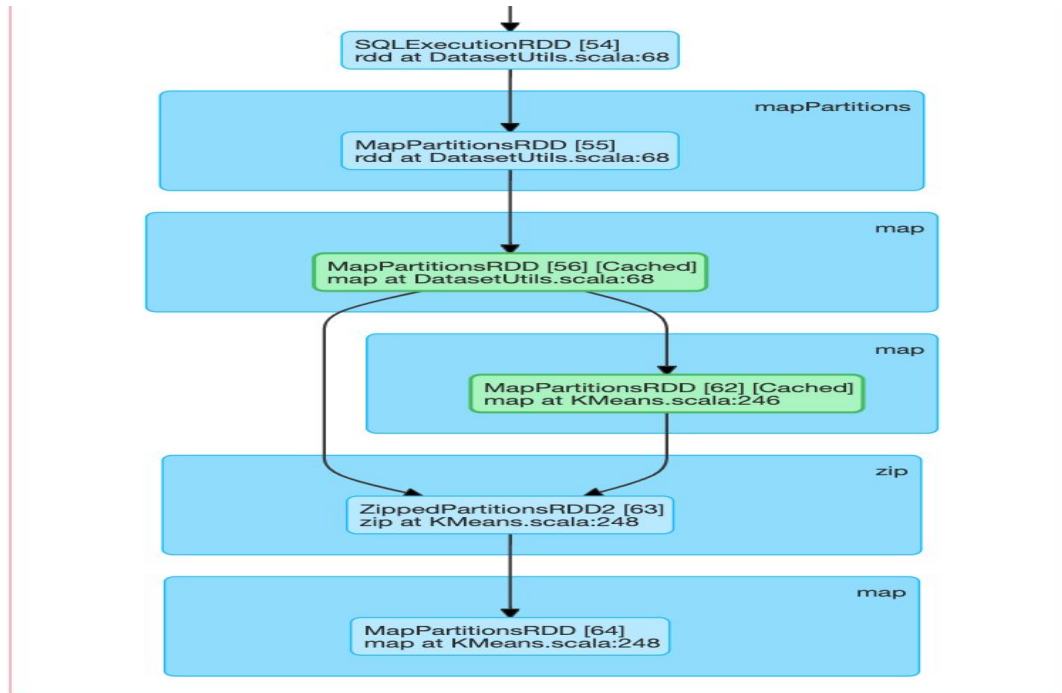 SQLExecutionRDD [54]
rdd at DatasetUtils.scala:68
mapPartitions
MapPartitionsRDD [55]
rdd at DatasetUtils.scala:68
map
MapPartitionsRDD [56] [Cached]
map at DatasetUtils.scala:68
map
MapPartitionsRDD [62] [Cached]
map at KMeans.scala:246
zip
ZippedPartitionsRDD2 [63]
zip at KMeans.scala:248
map
MapPartitionsRDD [64]
map at KMeans.scala:248